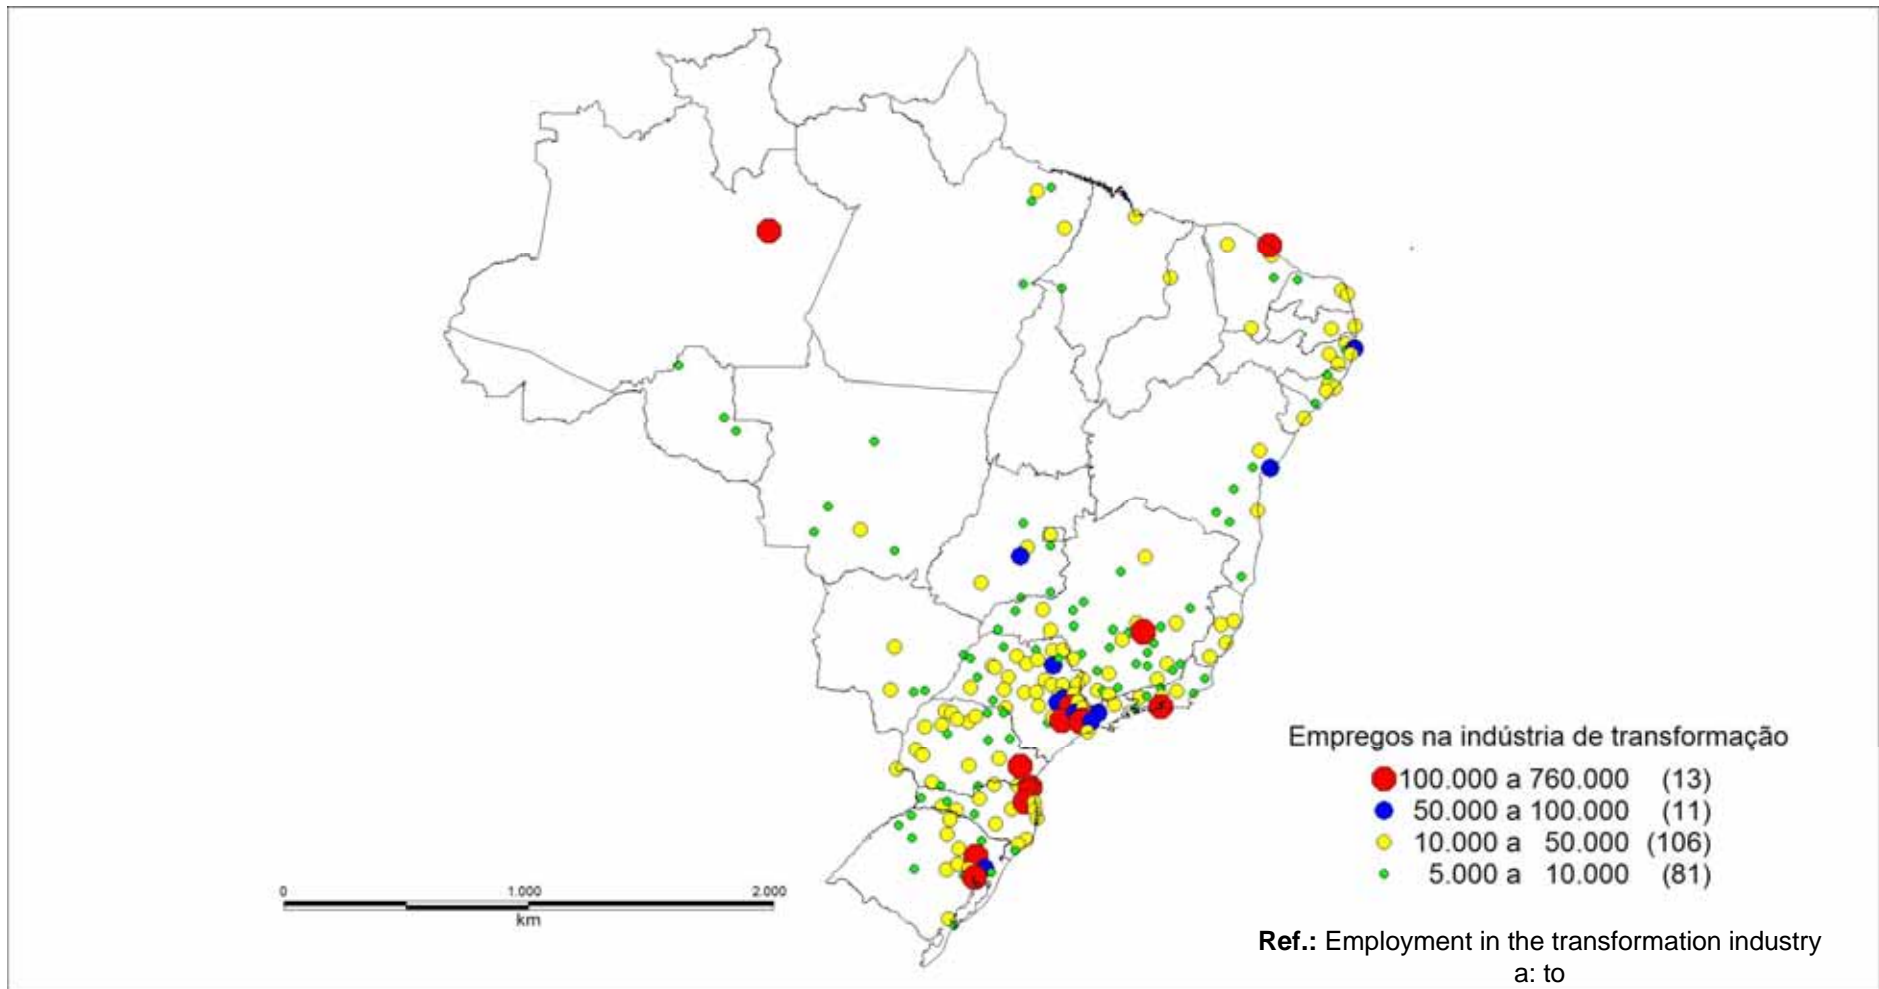 Empregos na indústria de transformação
100.000 a 760.000 (13)
50.000 a 100.000 (11)
10.000 a 50.000 (106)
5.000 a 10.000 (81)
0 1.000 2.000
km
Ref.: Employment in the transformation industry
a: to